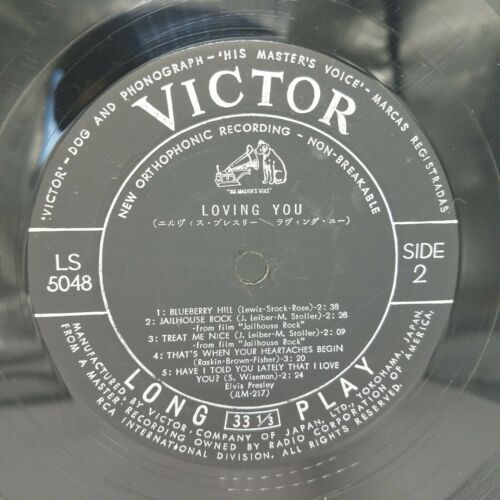 'VICTOR' – DOG AND PHONOGRAPH – 'HIS MASTER'S VOICE' – MARCAS REGISTRADAS
VICTOR
NEW ORTHOPHONIC RECORDING – NON-BREAKABLE
"HIS MASTER'S VOICE"
LOVING YOU
(エルヴィス・プレスリー/ラヴィング・ユー)
LS
5048
SIDE
2
1: BLUEBERRY HILL (Lewis-Stock-Rose)-2: 38
2: JAILHOUSE ROCK (J. Leiber-M. Stoller)-2: 28
-from film "Jailhouse Rock"
3: TREAT ME NICE (J. Leiber-M. Stoller)-2: 09
-from film "Jailhouse Rock"
4: THAT'S WHEN YOUR HEARTACHES BEGIN
(Raskin-Brown-Fisher)-3: 20
5: HAVE I TOLD YOU LATELY THAT I LOVE
YOU? (S. Wiseman)-2: 24
Elvis Presley
(JLM-217)
LONG 33 1/3 PLAY
MANUFACTURED BY VICTOR COMPANY OF JAPAN, LTD., YOKOHAMA, JAPAN,
FROM A MASTER RECORDING OWNED BY RADIO CORPORATION OF AMERICA.
RCA INTERNATIONAL DIVISION. ALL RIGHTS RESERVED.